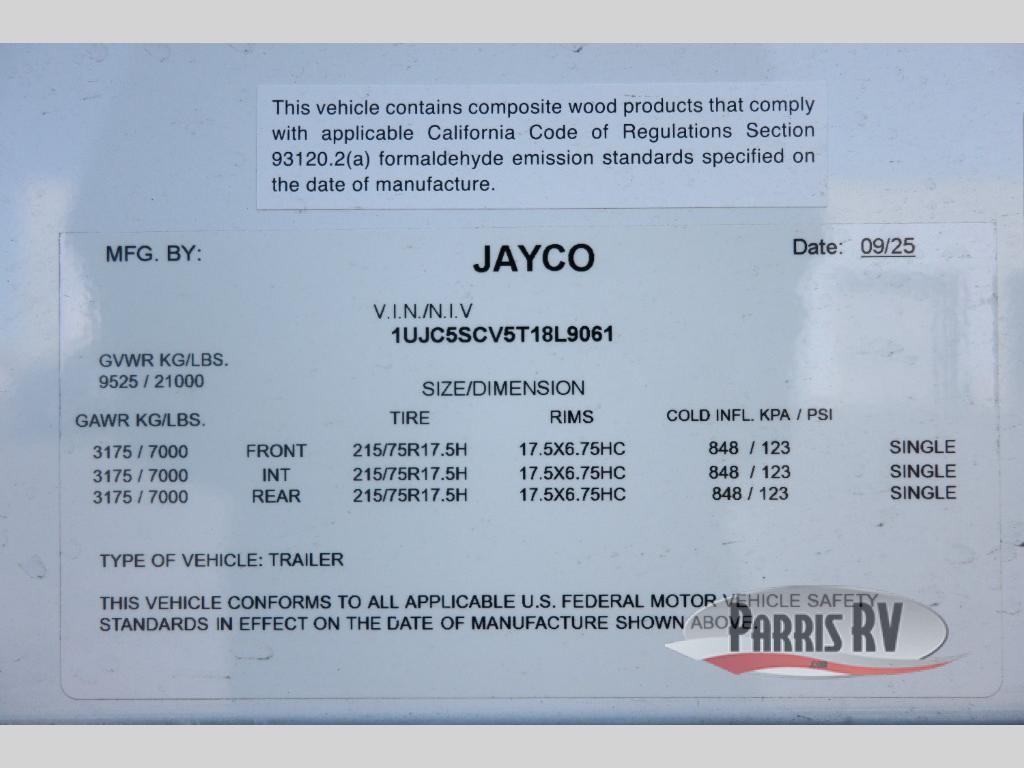 This vehicle contains composite wood products that comply
with applicable California Code of Regulations Section
93120.2(a) formaldehyde emission standards specified on
the date of manufacture.
MFG. BY: JAYCO Date: 09/25
V.I.N./N.I.V
1UJC5SCV5T18L9061
GVWR KG/LBS.
9525 / 21000
SIZE/DIMENSION
GAWR KG/LBS. TIRE RIMS COLD INFL. KPA / PSI
3175 / 7000 FRONT 215/75R17.5H 17.5X6.75HC 848 / 123 SINGLE
3175 / 7000 INT 215/75R17.5H 17.5X6.75HC 848 / 123 SINGLE
3175 / 7000 REAR 215/75R17.5H 17.5X6.75HC 848 / 123 SINGLE
TYPE OF VEHICLE: TRAILER
THIS VEHICLE CONFORMS TO ALL APPLICABLE U.S. FEDERAL MOTOR VEHICLE SAFETY
STANDARDS IN EFFECT ON THE DATE OF MANUFACTURE SHOWN ABOVE.
PARRIS RV
.com